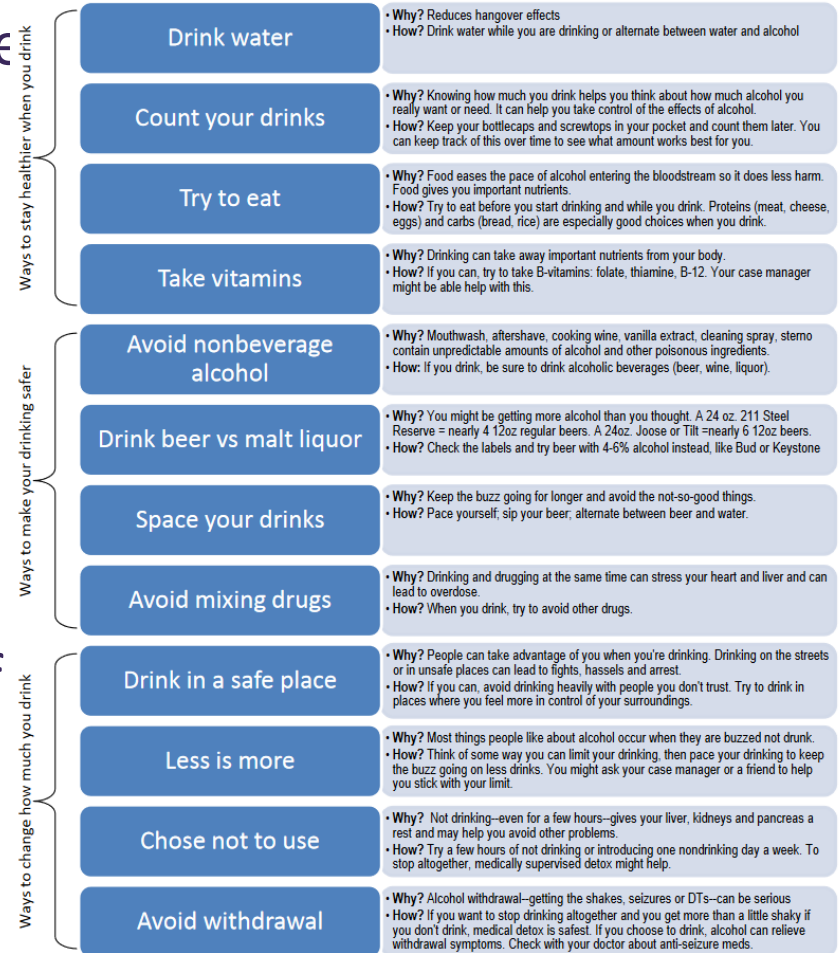 Ways to stay healthier when you drink
Drink water
• Why? Reduces hangover effects
• How? Drink water while you are drinking or alternate between water and alcohol
Count your drinks
• Why? Knowing how much you drink helps you think about how much alcohol you
really want or need. It can help you take control of the effects of alcohol.
• How? Keep your bottlecaps and screwtops in your pocket and count them later. You
can keep track of this over time to see what amount works best for you.
Try to eat
• Why? Food eases the pace of alcohol entering the bloodstream so it does less harm.
Food gives you important nutrients.
• How? Try to eat before you start drinking and while you drink. Proteins (meat, cheese,
eggs) and carbs (bread, rice) are especially good choices when you drink.
Take vitamins
• Why? Drinking can take away important nutrients from your body.
• How? If you can, try to take B-vitamins: folate, thiamine, B-12. Your case manager
might be able help with this.
Ways to make your drinking safer
Avoid nonbeverage
alcohol
• Why? Mouthwash, aftershave, cooking wine, vanilla extract, cleaning spray, sterno
contain unpredictable amounts of alcohol and other poisonous ingredients.
• How: If you drink, be sure to drink alcoholic beverages (beer, wine, liquor).
Drink beer vs malt liquor
• Why? You might be getting more alcohol than you thought. A 24 oz. 211 Steel
Reserve = nearly 4 12oz regular beers. A 24oz. Joose or Tilt =nearly 6 12oz beers.
• How? Check the labels and try beer with 4-6% alcohol instead, like Bud or Keystone
Space your drinks
• Why? Keep the buzz going for longer and avoid the not-so-good things.
• How? Pace yourself; sip your beer; alternate between beer and water.
Avoid mixing drugs
• Why? Drinking and drugging at the same time can stress your heart and liver and can
lead to overdose.
• How? When you drink, try to avoid other drugs.
Ways to change how much you drink
Drink in a safe place
• Why? People can take advantage of you when you're drinking. Drinking on the streets
or in unsafe places can lead to fights, hassels and arrest.
• How? If you can, avoid drinking heavily with people you don't trust. Try to drink in
places where you feel more in control of your surroundings.
Less is more
• Why? Most things people like about alcohol occur when they are buzzed not drunk.
• How? Think of some way you can limit your drinking, then pace your drinking to keep
the buzz going on less drinks. You might ask your case manager or a friend to help
you stick with your limit.
Chose not to use
• Why? Not drinking--even for a few hours--gives your liver, kidneys and pancreas a
rest and may help you avoid other problems.
• How? Try a few hours of not drinking or introducing one nondrinking day a week. To
stop altogether, medically supervised detox might help.
Avoid withdrawal
• Why? Alcohol withdrawal--getting the shakes, seizures or DTs--can be serious
• How? If you want to stop drinking altogether and you get more than a little shaky if
you don't drink, medical detox is safest. If you choose to drink, alcohol can relieve
withdrawal symptoms. Check with your doctor about anti-seizure meds.